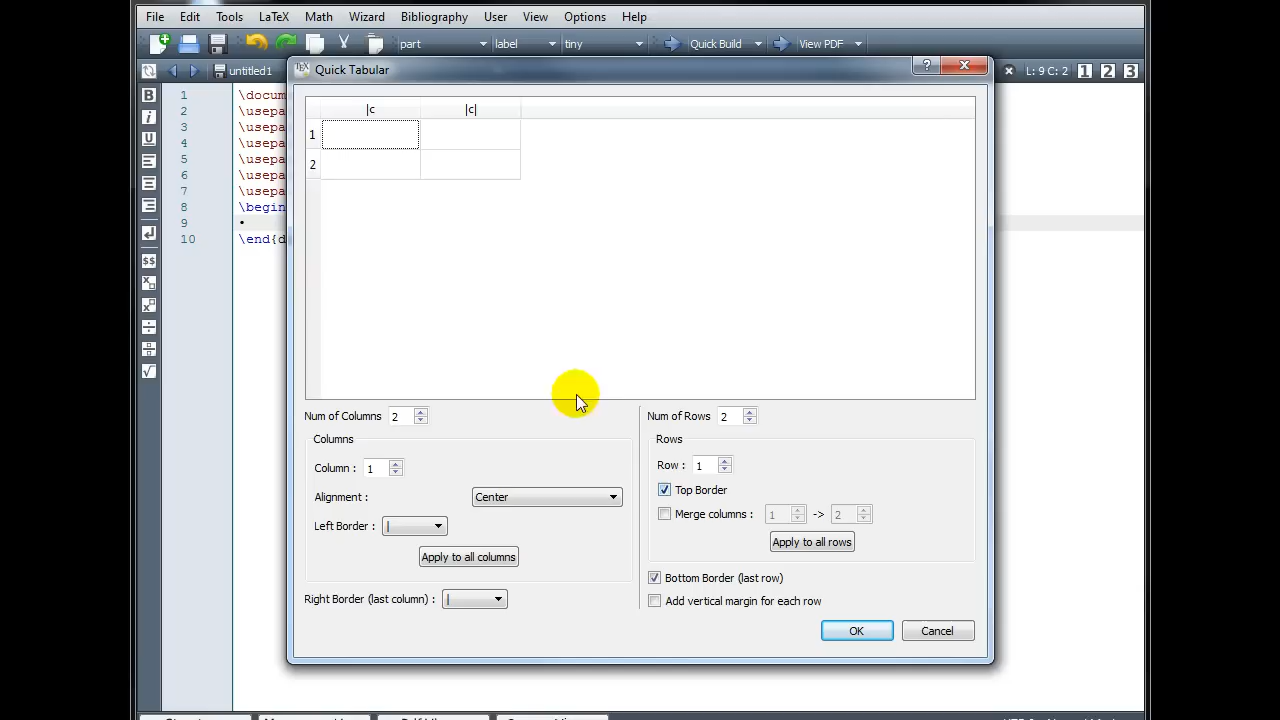 File Edit Tools LaTeX Math Wizard Bibliography User View Options Help
part label tiny Quick Build View PDF
untitled1 L: 9 C: 2 1 2 3
Quick Tabular ?
|c |c|
1
2
B
i
U
$$
1 \docum
2 \usepa
3 \usepa
4 \usepa
5 \usepa
6 \usepa
7 \usepa
8 \begin
9 •
10 \end{d
Num of Columns 2 Num of Rows 2
Columns Rows
Column : 1 Row : 1
Alignment : Center Top Border
Left Border : | Merge columns : 1 -> 2
Apply to all columns Apply to all rows
Right Border (last column) : | Bottom Border (last row)
Add vertical margin for each row
OK Cancel